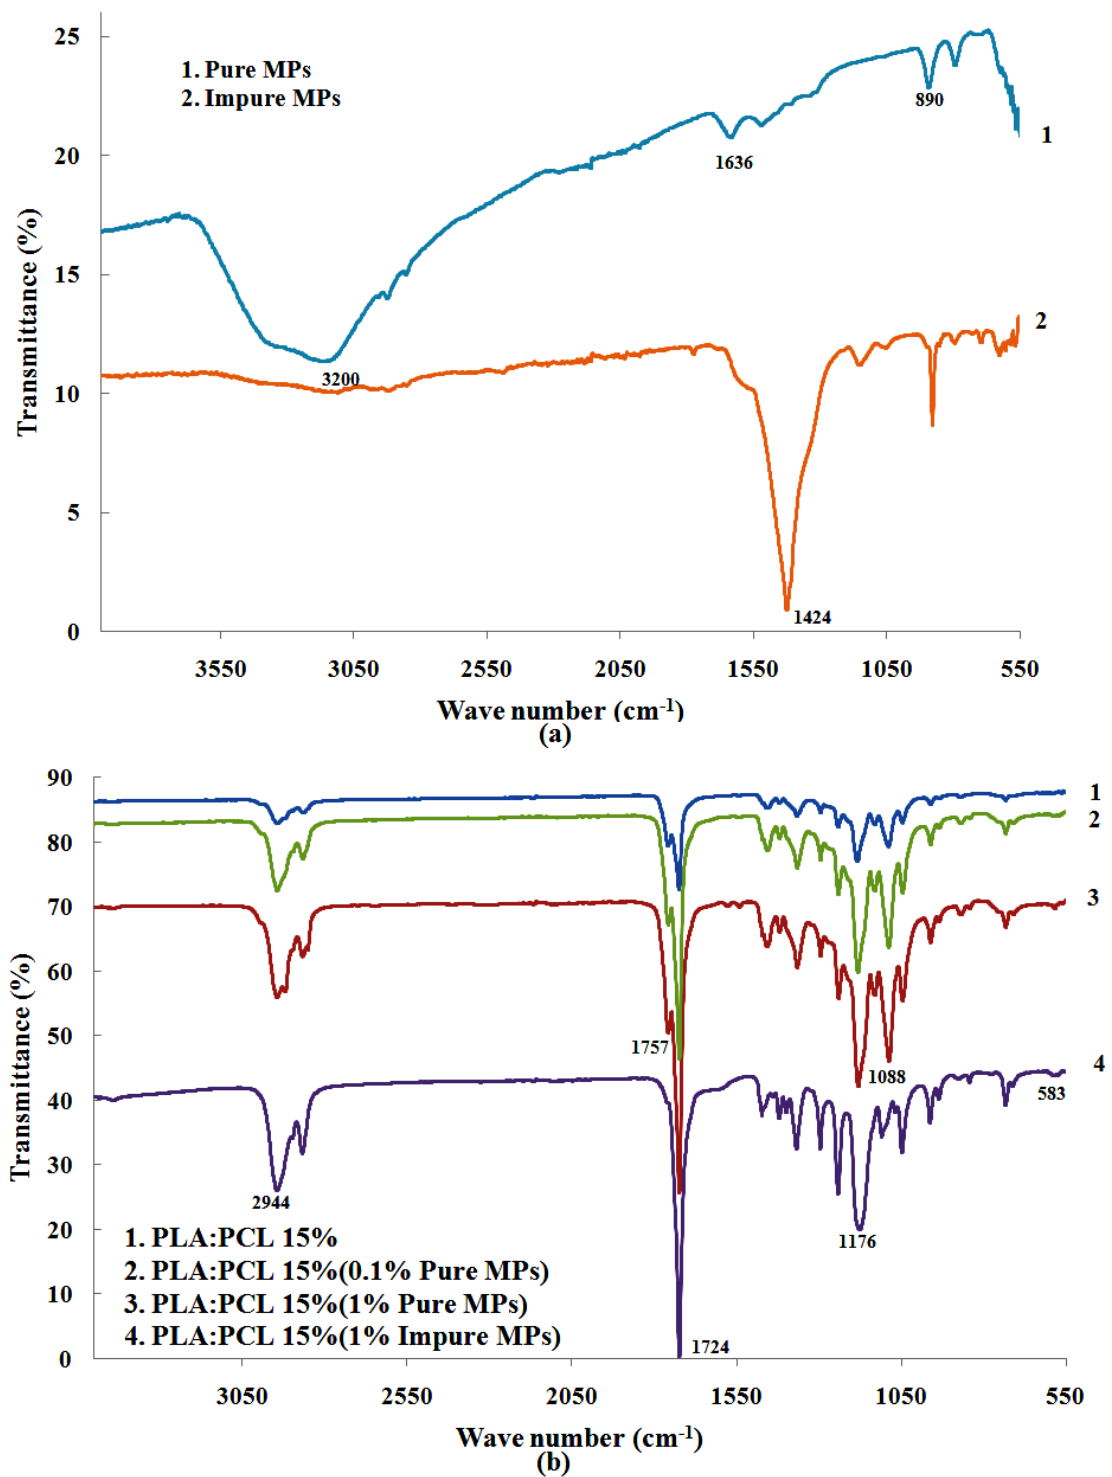 25
1. Pure MPs
2. Impure MPs
890
1
20
1636
Transmittance (%)
15
2
3200
10
5
1424
0
3550 3050 2550 2050 1550 1050 550
Wave number (cm-1)
(a)
90
1
2
80
70
3
60
Transmittance (%)
50
1757
1088
4
40
583
30
2944
1176
20
1. PLA:PCL 15%
2. PLA:PCL 15%(0.1% Pure MPs)
10
3. PLA:PCL 15%(1% Pure MPs)
4. PLA:PCL 15%(1% Impure MPs)
1724
0
3050 2550 2050 1550 1050 550
Wave number (cm-1)
(b)